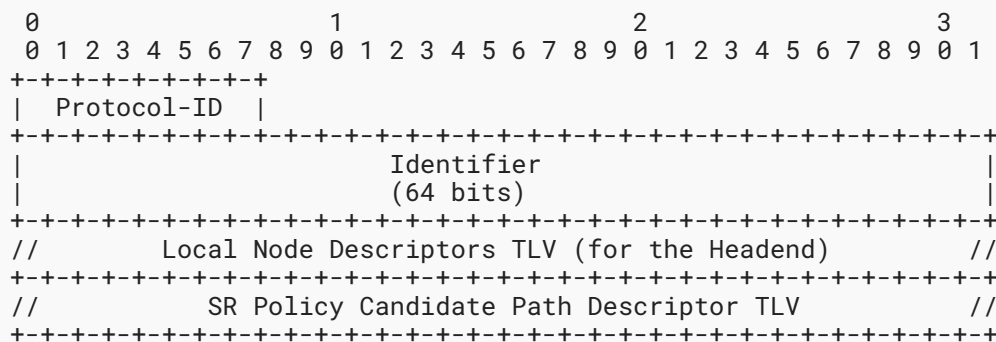 0                   1                   2                   3
 0 1 2 3 4 5 6 7 8 9 0 1 2 3 4 5 6 7 8 9 0 1 2 3 4 5 6 7 8 9 0 1
+-+-+-+-+-+-+-+-+
|  Protocol-ID  |
+-+-+-+-+-+-+-+-+-+-+-+-+-+-+-+-+-+-+-+-+-+-+-+-+-+-+-+-+-+-+-+-+
|                        Identifier                             |
|                        (64 bits)                              |
+-+-+-+-+-+-+-+-+-+-+-+-+-+-+-+-+-+-+-+-+-+-+-+-+-+-+-+-+-+-+-+-+
//        Local Node Descriptors TLV (for the Headend)         //
+-+-+-+-+-+-+-+-+-+-+-+-+-+-+-+-+-+-+-+-+-+-+-+-+-+-+-+-+-+-+-+-+
//           SR Policy Candidate Path Descriptor TLV           //
+-+-+-+-+-+-+-+-+-+-+-+-+-+-+-+-+-+-+-+-+-+-+-+-+-+-+-+-+-+-+-+-+